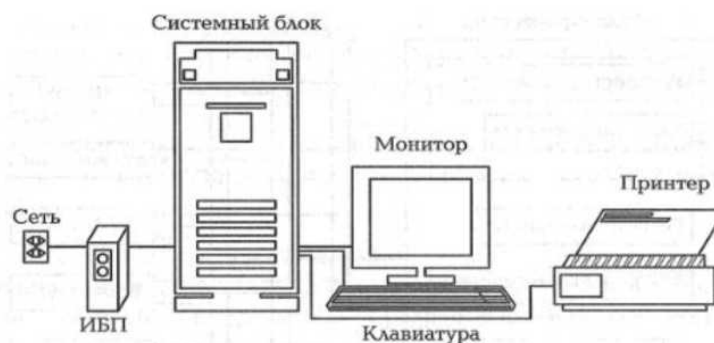 Системный блок
Монитор
Принтер
Сеть
ИБП
Клавиатура